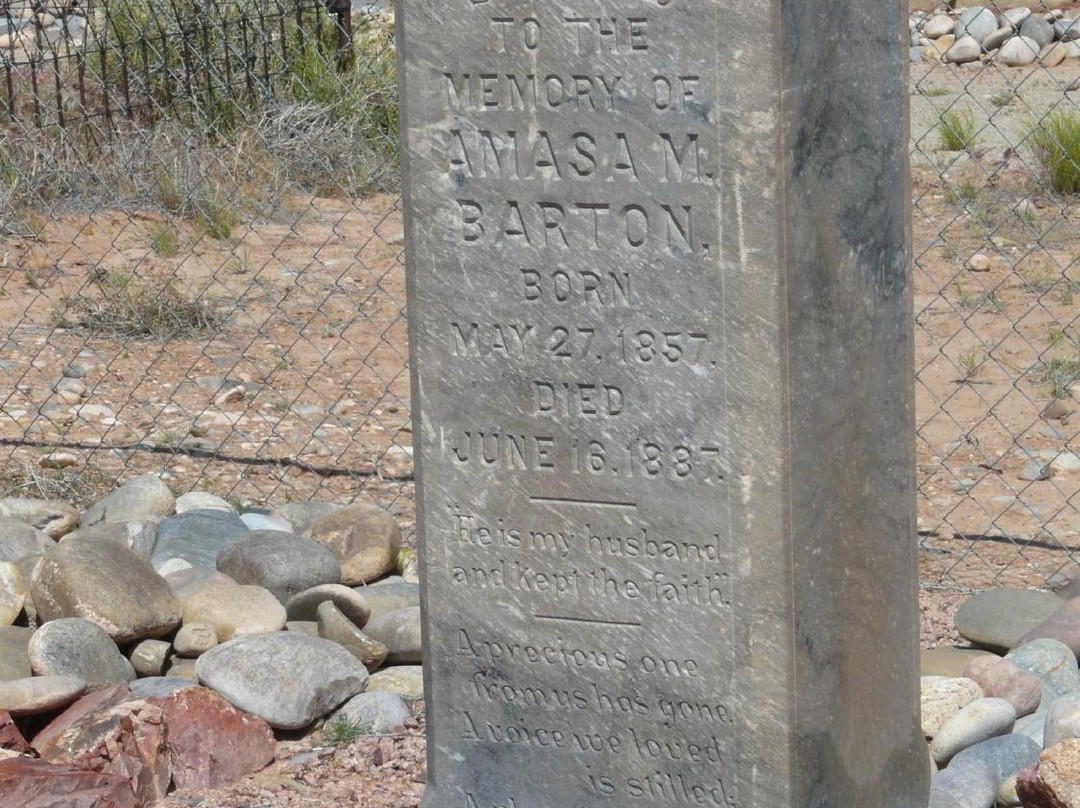 TO THE
MEMORY OF
AMASA M.
BARTON,
BORN
MAY 27, 1857.
DIED
JUNE 16, 1887.
"He is my husband
and kept the faith".
A precious one
from us has gone.
A voice we loved
is stilled;